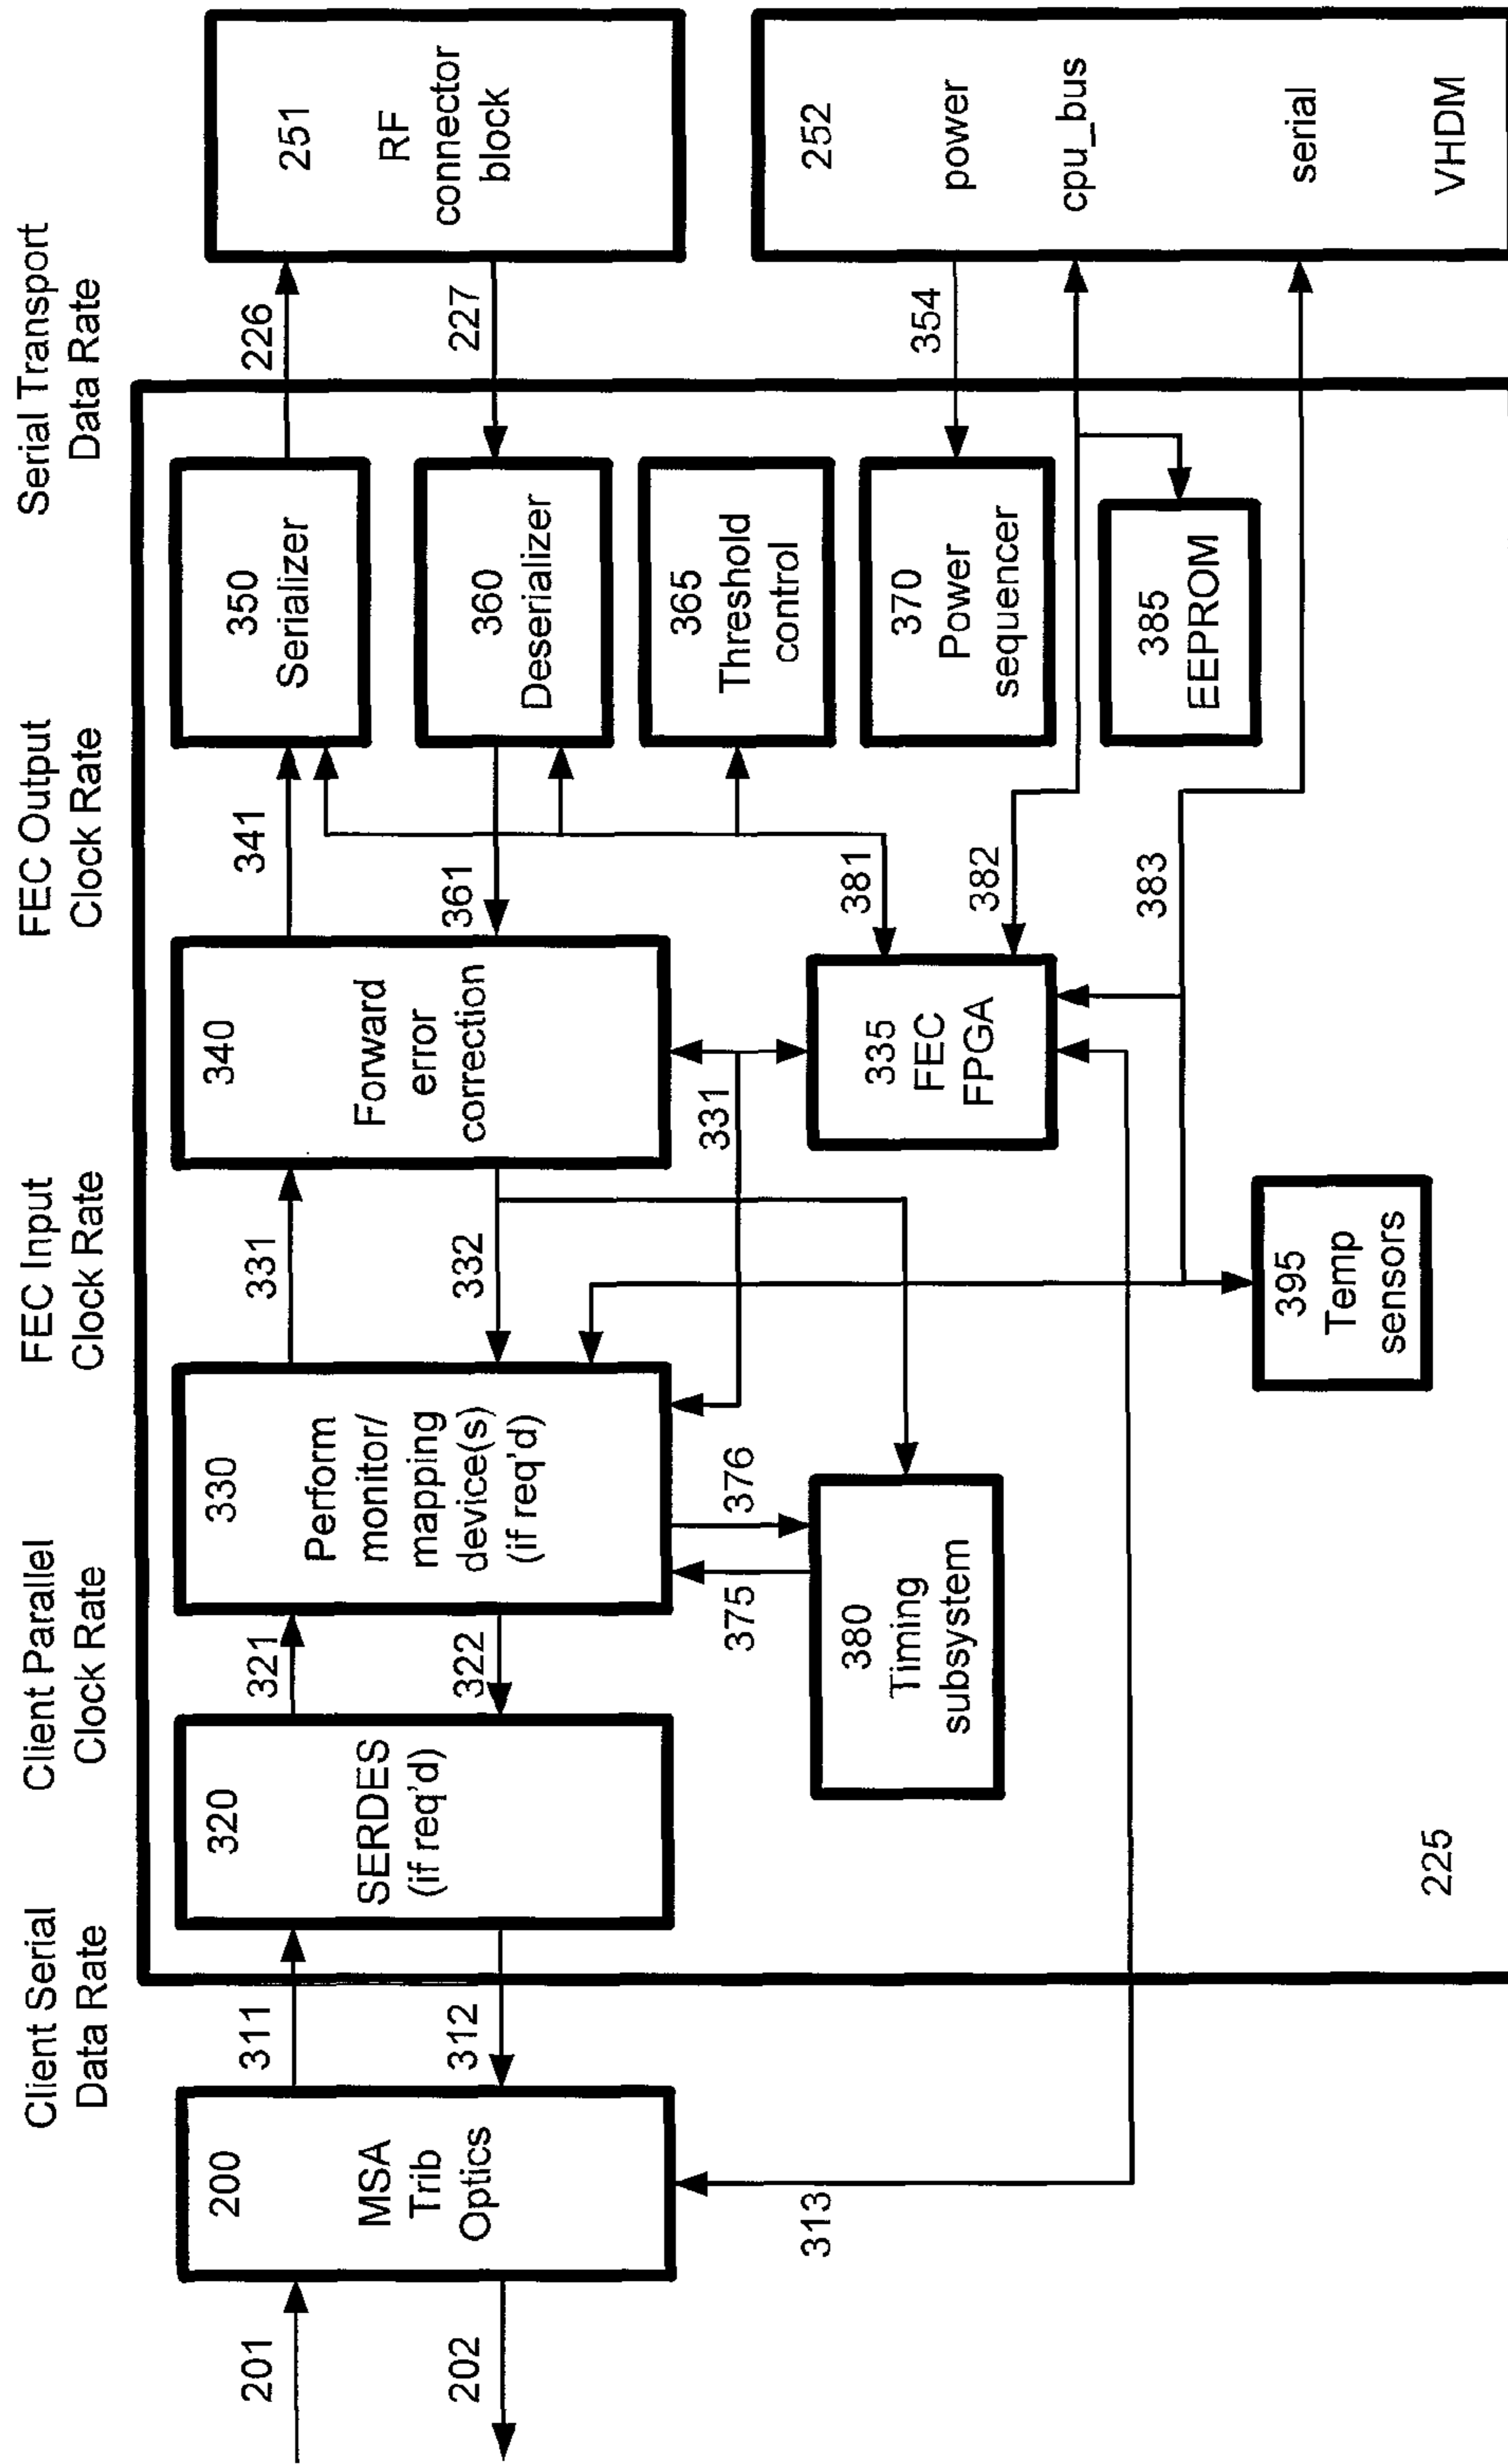 Client Serial
Data Rate
Client Parallel
Clock Rate
FEC Input
Clock Rate
FEC Output
Clock Rate
Serial Transport
Data Rate
201
202
200
MSA
Trib
Optics
311
312
313
320
SERDES
(if req'd)
321
322
330
Perform
monitor/
mapping
device(s)
(if req'd)
331
332
375
376
380
Timing
subsystem
340
Forward
error
correction
331
335
FEC
FPGA
341
361
381
382
383
350
Serializer
360
Deserializer
365
Threshold
control
370
Power
sequencer
385
EEPROM
395
Temp
sensors
225
226
227
354
251
RF
connector
block
252
power
cpu_bus
serial
VHDM